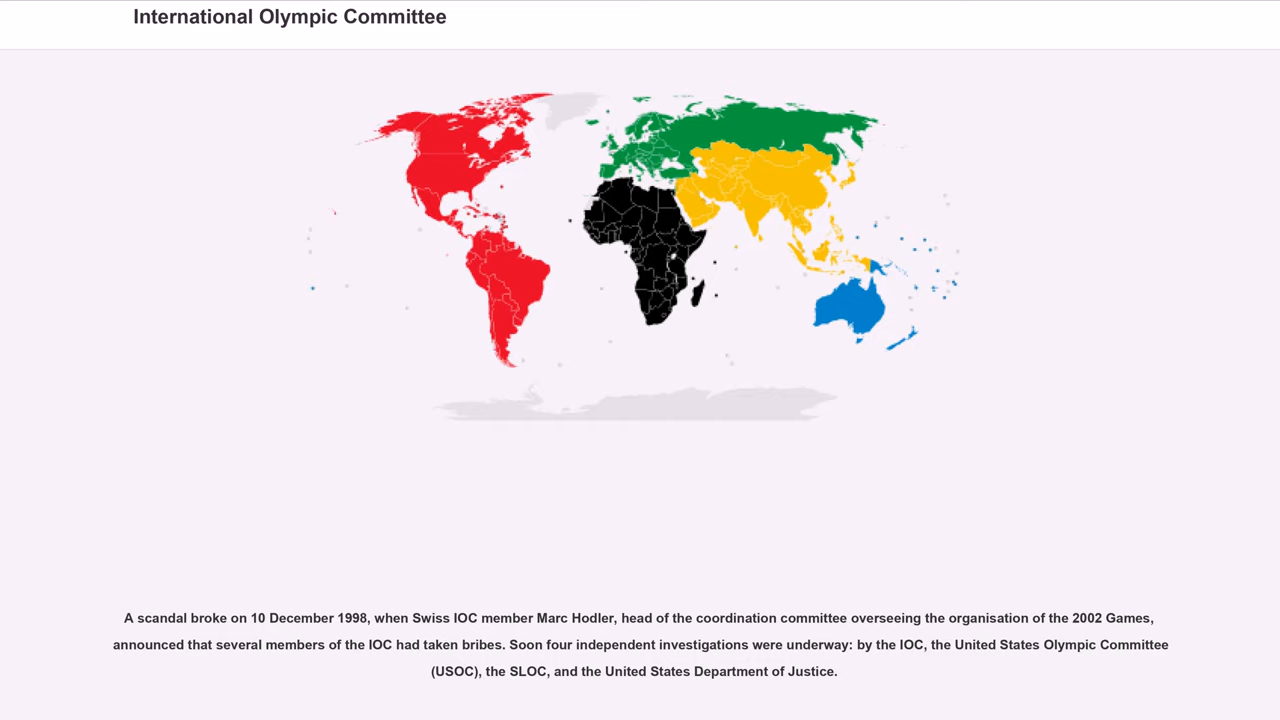 International Olympic Committee
A scandal broke on 10 December 1998, when Swiss IOC member Marc Hodler, head of the coordination committee overseeing the organisation of the 2002 Games,
announced that several members of the IOC had taken bribes. Soon four independent investigations were underway: by the IOC, the United States Olympic Committee
(USOC), the SLOC, and the United States Department of Justice.